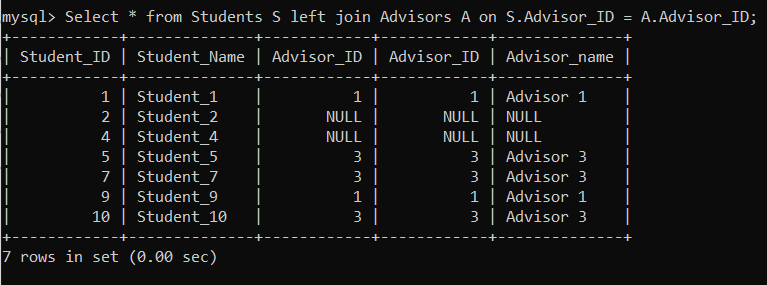 mysql> Select * from Students S left join Advisors A on S.Advisor_ID = A.Advisor_ID;
+------------+--------------+------------+------------+--------------+
| Student_ID | Student_Name | Advisor_ID | Advisor_ID | Advisor_name |
+------------+--------------+------------+------------+--------------+
|          1 | Student_1    |          1 |          1 | Advisor 1    |
|          2 | Student_2    |       NULL |       NULL | NULL         |
|          4 | Student_4    |       NULL |       NULL | NULL         |
|          5 | Student_5    |          3 |          3 | Advisor 3    |
|          7 | Student_7    |          3 |          3 | Advisor 3    |
|          9 | Student_9    |          1 |          1 | Advisor 1    |
|         10 | Student_10   |          3 |          3 | Advisor 3    |
+------------+--------------+------------+------------+--------------+
7 rows in set (0.00 sec)